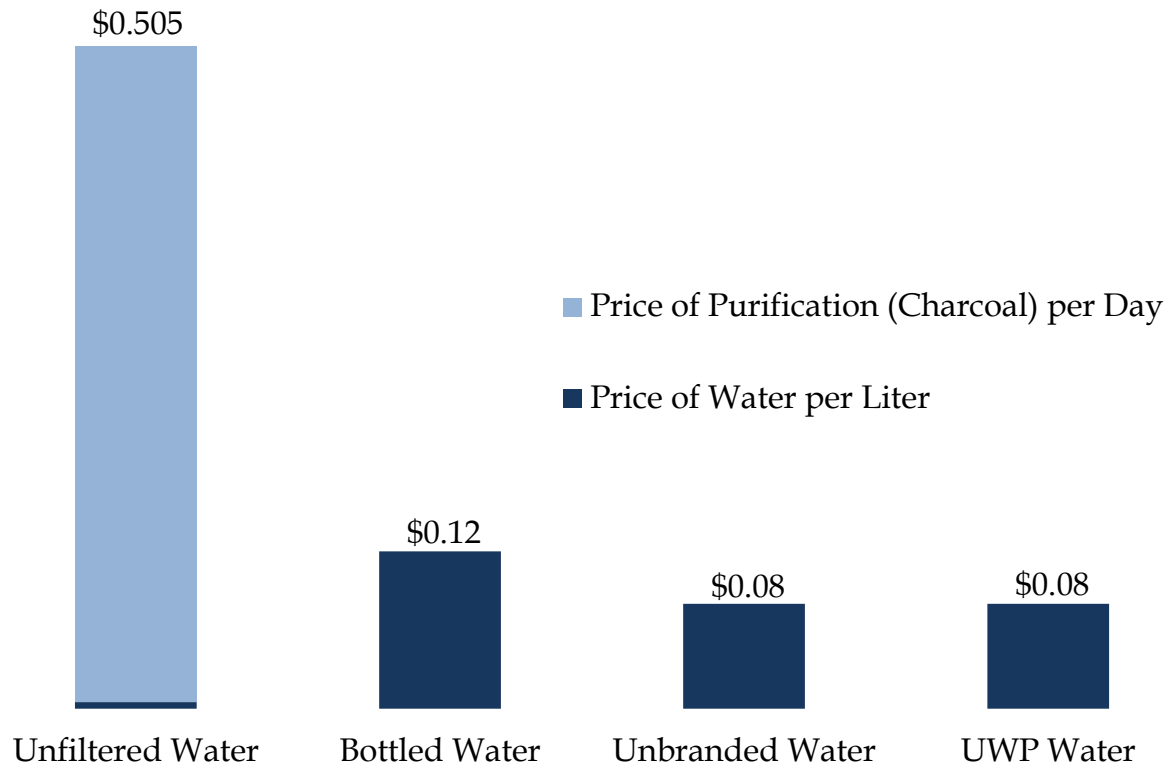 $0.505
Price of Purification (Charcoal) per Day
Price of Water per Liter
$0.12
$0.08
$0.08
Unfiltered Water
Bottled Water
Unbranded Water
UWP Water